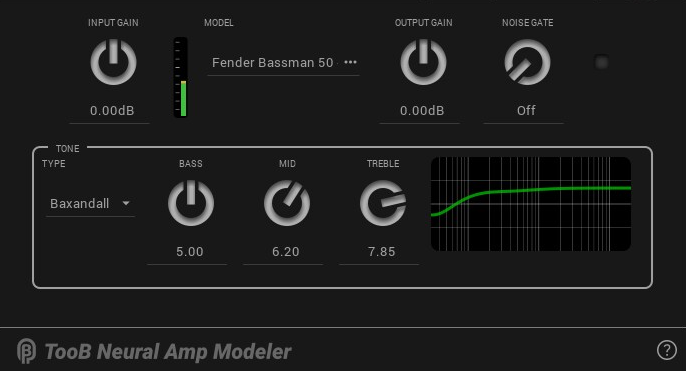 INPUT GAIN
MODEL
OUTPUT GAIN
NOISE GATE
Fender Bassman 50
0.00dB
0.00dB
Off
TONE
TYPE
BASS
MID
TREBLE
Baxandall
5.00
6.20
7.85
TooB Neural Amp Modeler
?